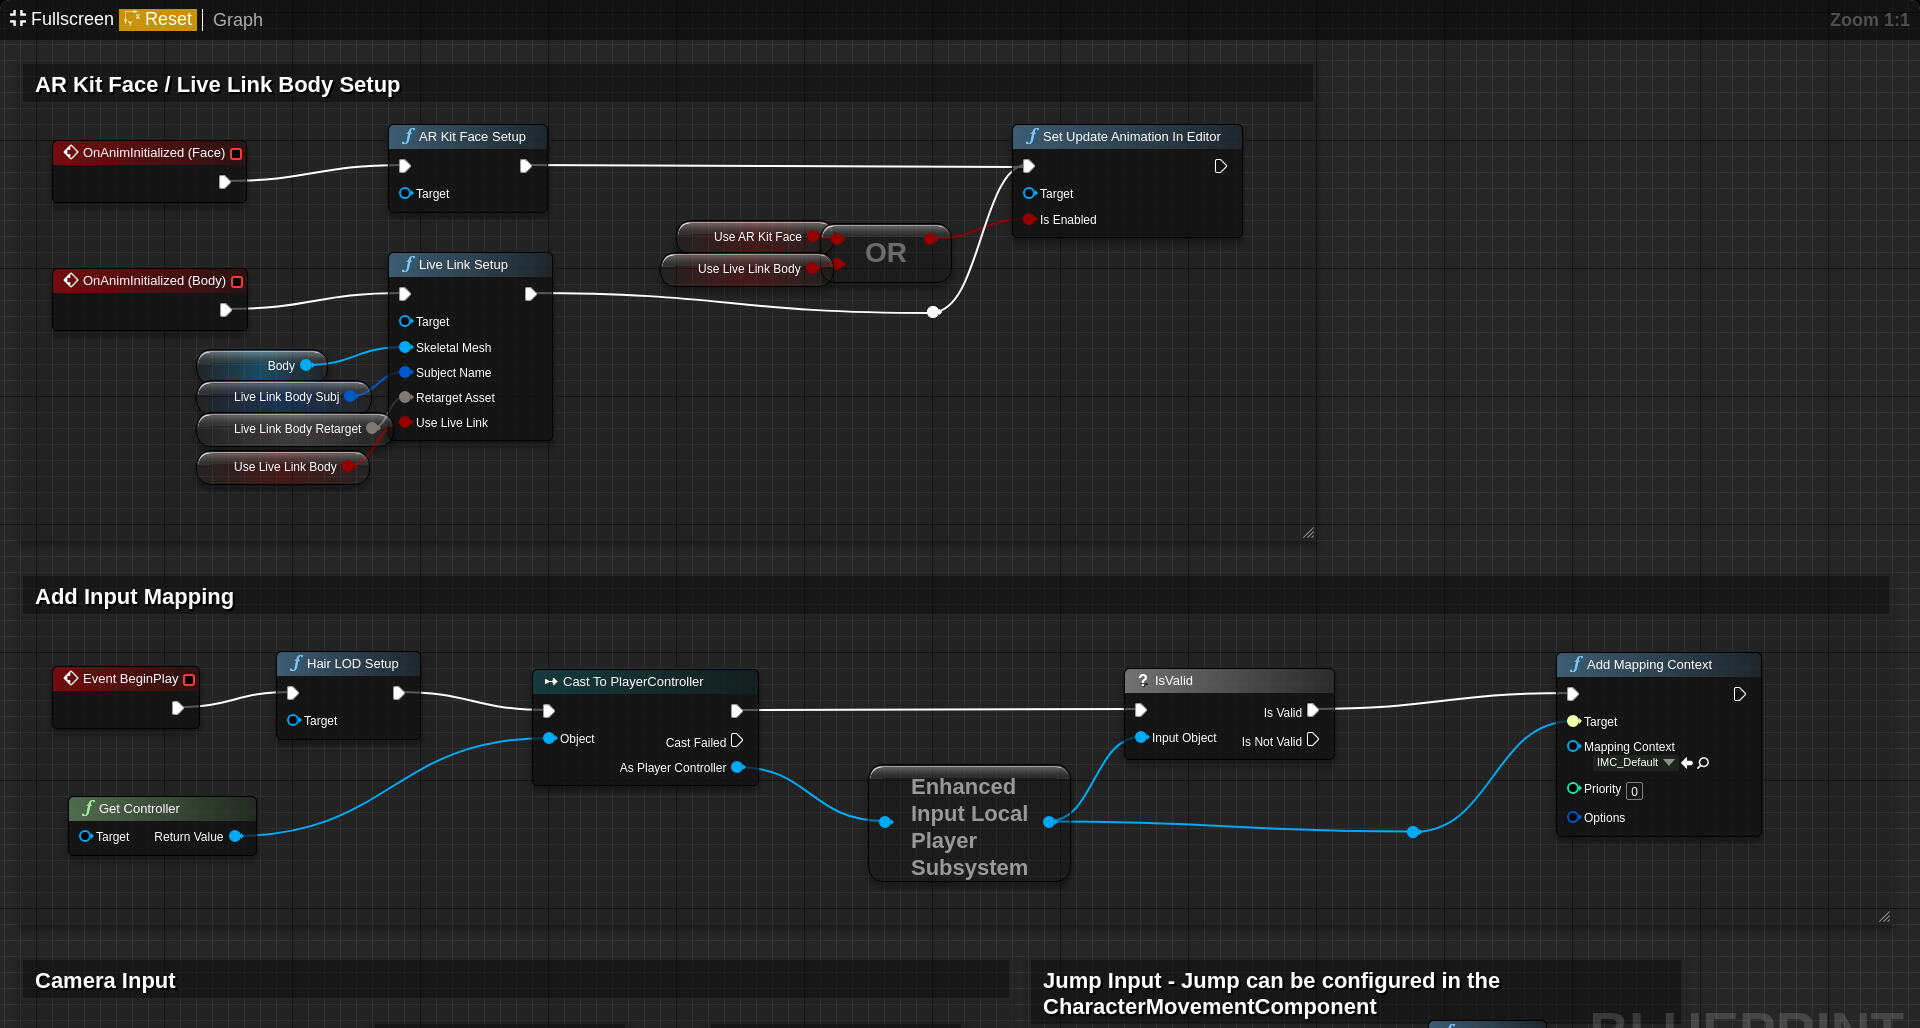 Fullscreen Reset Graph Zoom 1:1
AR Kit Face / Live Link Body Setup
OnAnimInitialized (Face)
AR Kit Face Setup
Target
Set Update Animation In Editor
Target
Is Enabled
Use AR Kit Face
Use Live Link Body
OR
OnAnimInitialized (Body)
Live Link Setup
Target
Skeletal Mesh
Subject Name
Retarget Asset
Use Live Link
Body
Live Link Body Subj
Live Link Body Retarget
Use Live Link Body
Add Input Mapping
Event BeginPlay
Hair LOD Setup
Target
Cast To PlayerController
Object
Cast Failed
As Player Controller
Get Controller
Target Return Value
Enhanced
Input Local
Player
Subsystem
? IsValid
Is Valid
Input Object Is Not Valid
Add Mapping Context
Target
Mapping Context
IMC_Default
Priority 0
Options
Camera Input
Jump Input - Jump can be configured in the
CharacterMovementComponent
BLUEPRINT